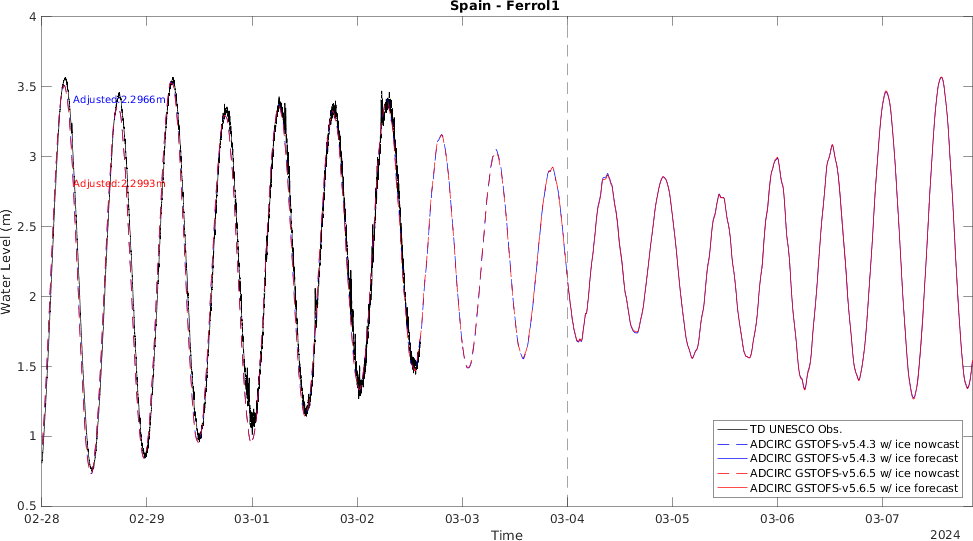 Spain - Ferrol1
4
3.5
3
2.5
2
1.5
1
0.5
Water Level (m)
Adjusted:2.2966m
Adjusted:2.2993m
TD UNESCO Obs.
ADCIRC GSTOFS-v5.4.3 w/ ice nowcast
ADCIRC GSTOFS-v5.4.3 w/ ice forecast
ADCIRC GSTOFS-v5.6.5 w/ ice nowcast
ADCIRC GSTOFS-v5.6.5 w/ ice forecast
02-28 02-29 03-01 03-02 03-03 03-04 03-05 03-06 03-07
Time
2024